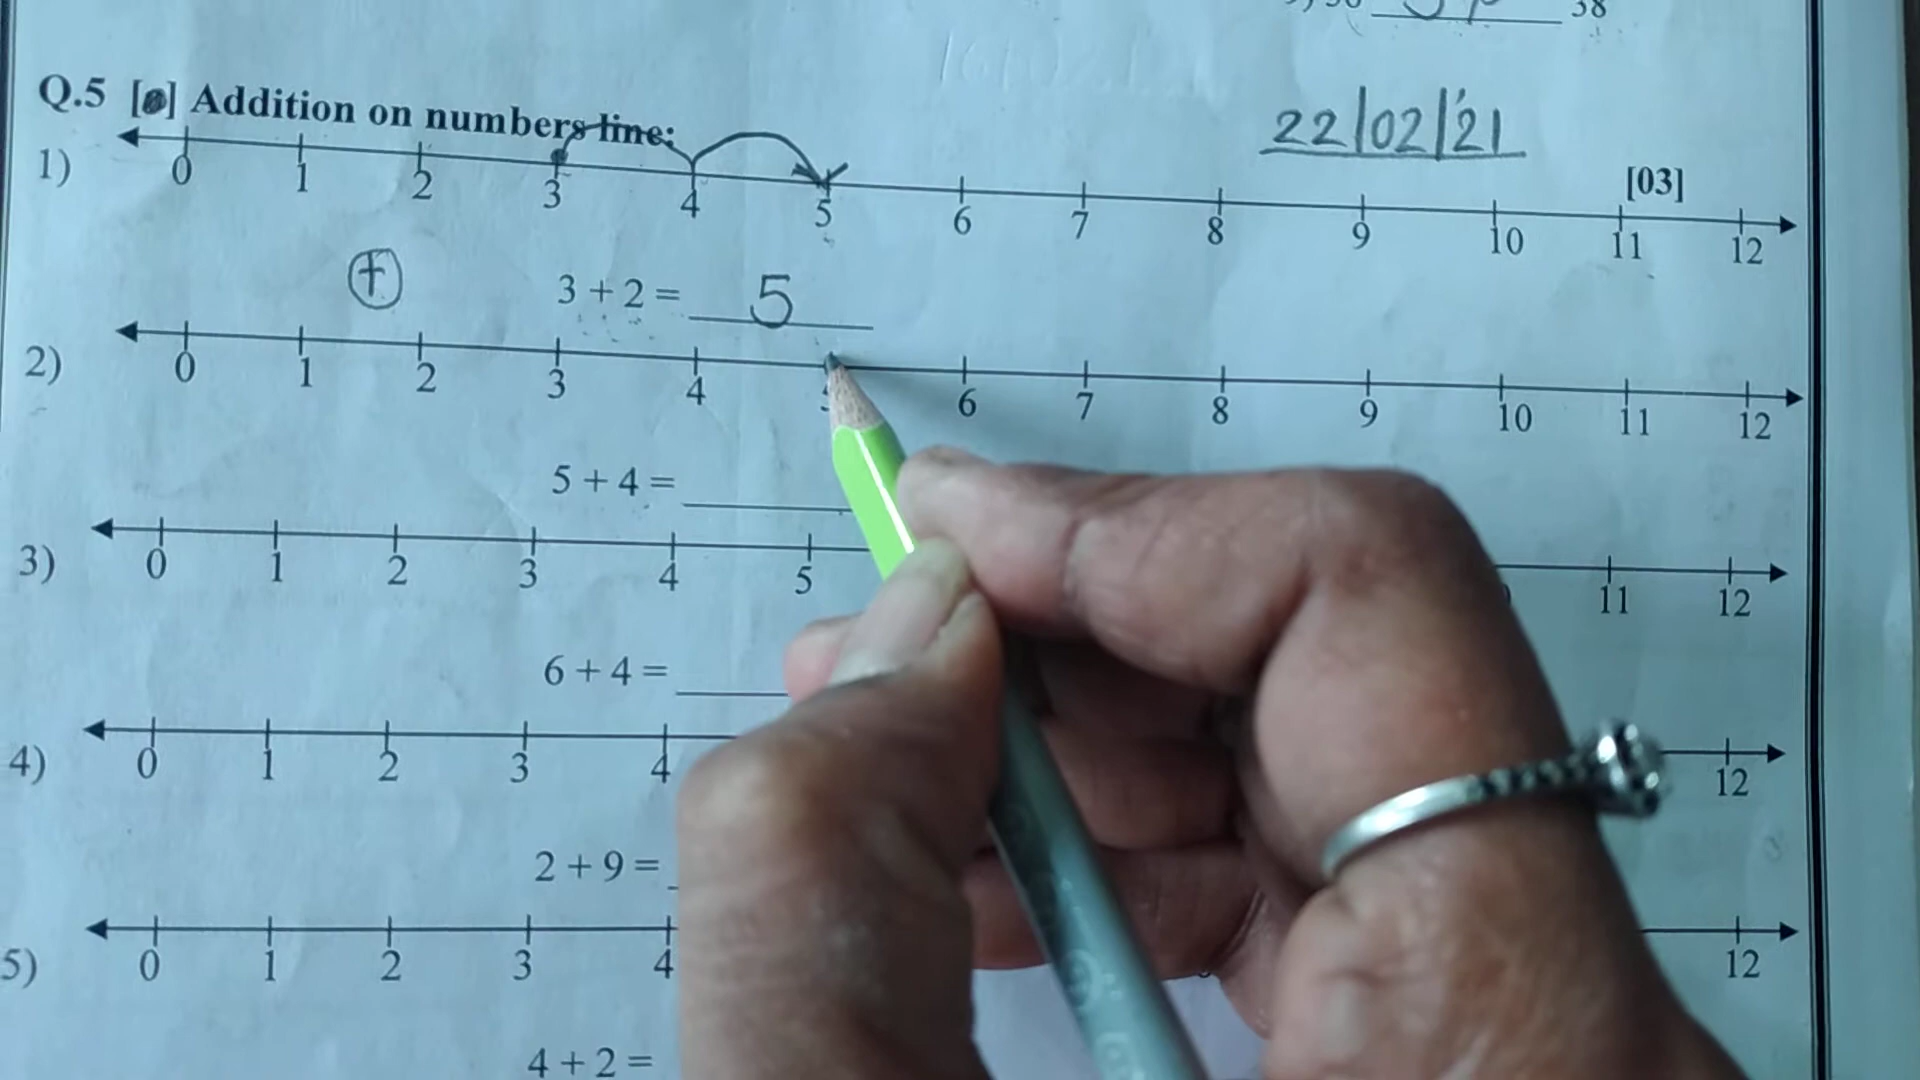 38
Q.5 [] Addition on numbers line:
22/02/21
[03]
1)
0 1 2 3 4 5 6 7 8 9 10 11 12
+
3 + 2 = 5
2)
0 1 2 3 4 6 7 8 9 10 11 12
5 + 4 =
3)
0 1 2 3 4 5 11 12
6 + 4 =
4)
0 1 2 3 4 12
2 + 9 =
5)
0 1 2 3 4 12
4 + 2 =